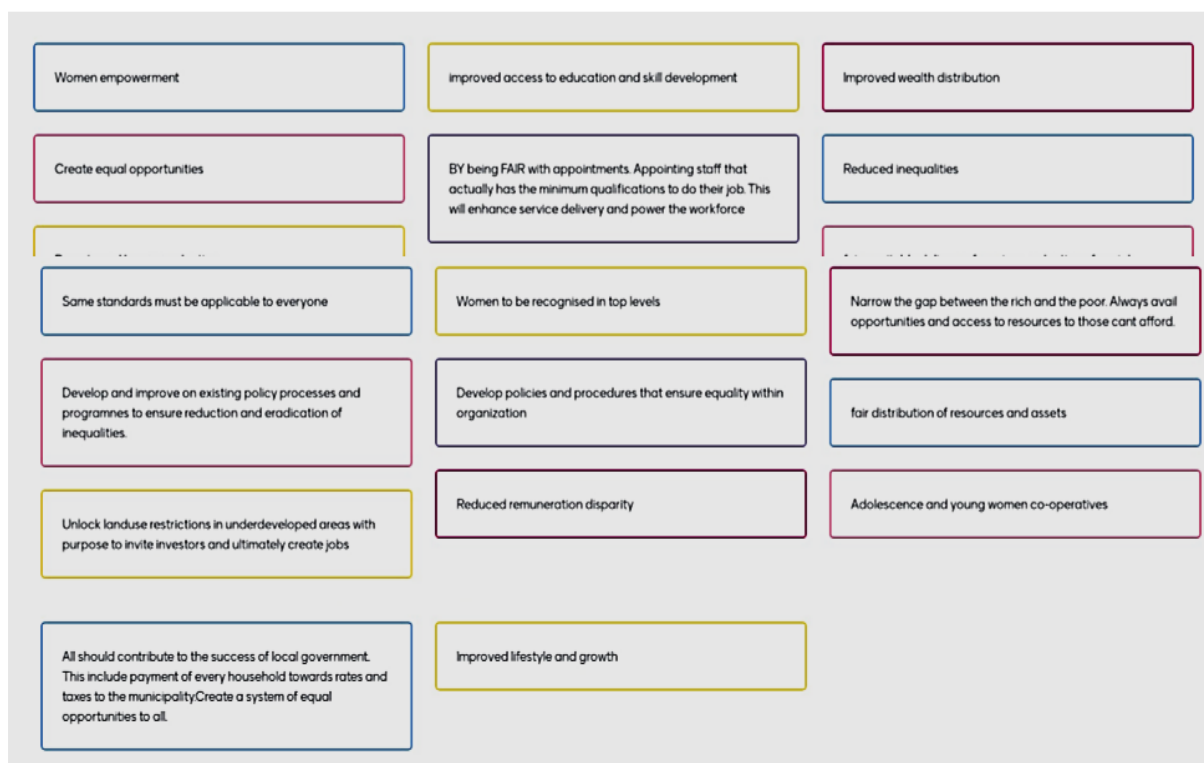 Women empowerment
improved access to education and skill development
Improved wealth distribution
Create equal opportunities
BY being FAIR with appointments. Appointing staff that
actually has the minimum qualifications to do their job. This
will enhance service delivery and power the workforce
Reduced inequalities
Same standards must be applicable to everyone
Women to be recognised in top levels
Narrow the gap between the rich and the poor. Always avail
opportunities and access to resources to those cant afford.
Develop and improve on existing policy processes and
programnes to ensure reduction and eradication of
inequalities.
Develop policies and procedures that ensure equality within
organization
fair distribution of resources and assets
Unlock landuse restrictions in underdeveloped areas with
purpose to invite investors and ultimately create jobs
Reduced remuneration disparity
Adolescence and young women co-operatives
All should contribute to the success of local government.
This include payment of every household towards rates and
taxes to the municipality.Create a system of equal
opportunities to all.
Improved lifestyle and growth